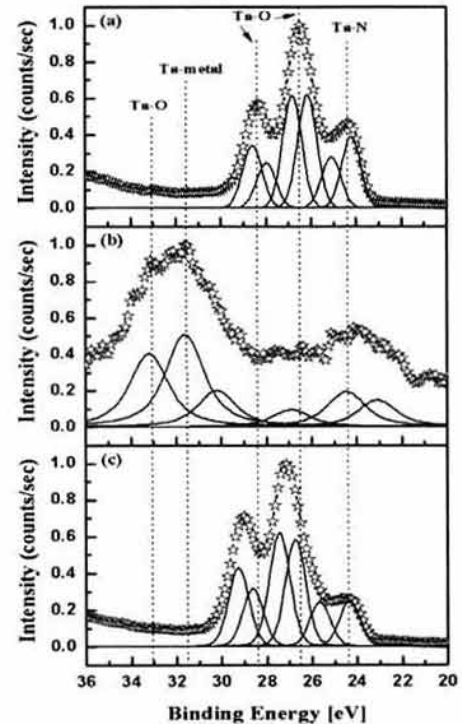 (a)
Ta-O
Ta-N
Ta-metal
Ta-O
Intensity (counts/sec)
1.0
0.8
0.6
0.4
0.2
0.0
(b)
Intensity (counts/sec)
1.0
0.8
0.6
0.4
0.2
0.0
(c)
Intensity (counts/sec)
1.0
0.8
0.6
0.4
0.2
0.0
36 34 32 30 28 26 24 22 20
Binding Energy [eV]